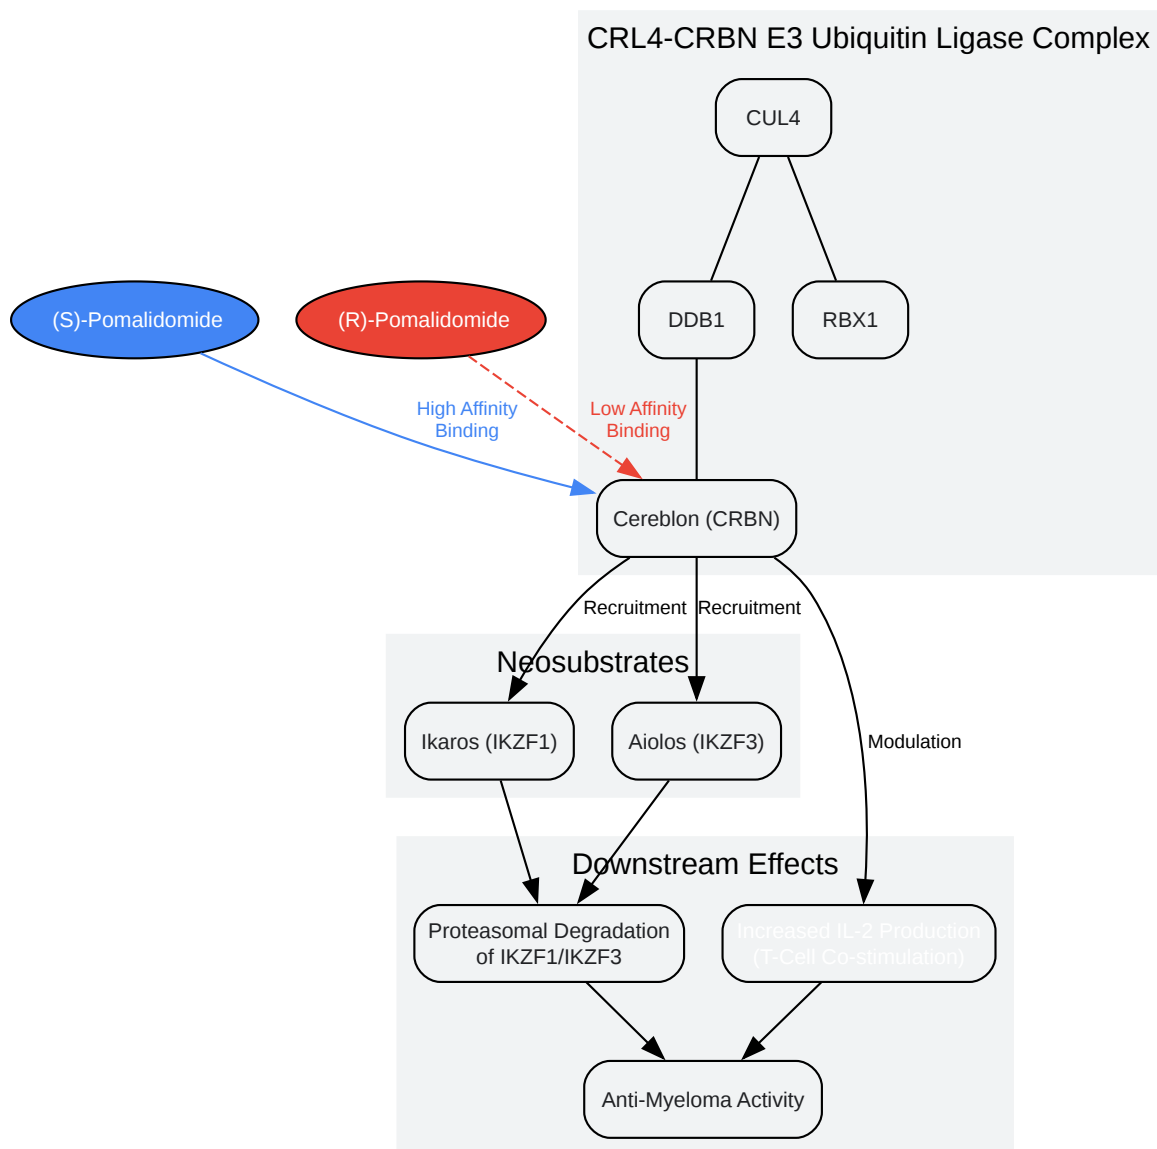 CRL4-CRBN E3 Ubiquitin Ligase Complex
CUL4
(S)-Pomalidomide
(R)-Pomalidomide
DDB1
RBX1
High Affinity
Binding
Low Affinity
Binding
Cereblon (CRBN)
Recruitment
Recruitment
Neosubstrates
Ikaros (IKZF1)
Aiolos (IKZF3)
Modulation
Downstream Effects
Proteasomal Degradation
of IKZF1/IKZF3
Increased IL-2 Production
(T-Cell Co-stimulation)
Anti-Myeloma Activity